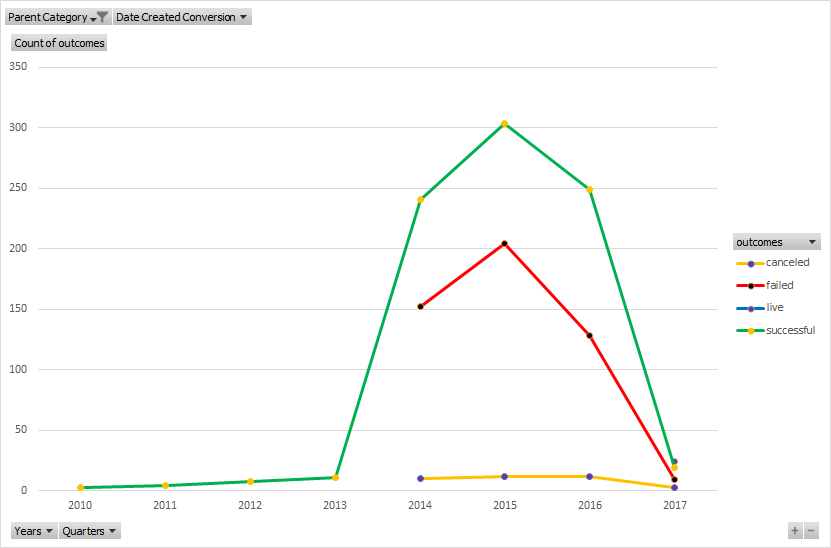 Parent Category Date Created Conversion
Count of outcomes
350
300
250
200
150
100
50
0
2010 2011 2012 2013 2014 2015 2016 2017
outcomes
canceled
failed
live
successful
Years Quarters
+ −